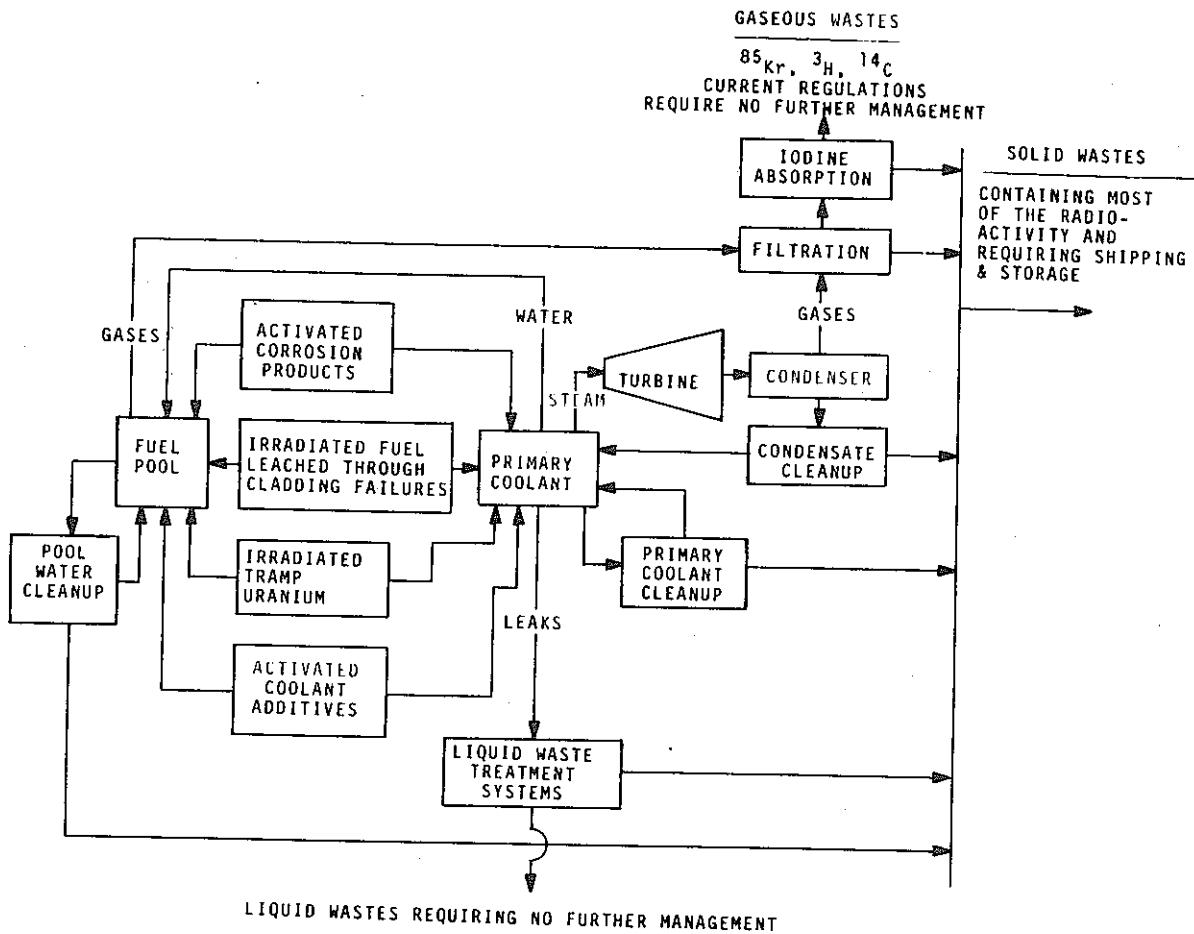 GASEOUS WASTES
85Kr, 3H, 14C
CURRENT REGULATIONS
REQUIRE NO FURTHER MANAGEMENT
IODINE
ABSORPTION
SOLID WASTES
CONTAINING MOST
OF THE RADIO-
ACTIVITY AND
REQUIRING SHIPPING
& STORAGE
FILTRATION
GASES
WATER
GASES
ACTIVATED
CORROSION
PRODUCTS
STEAM
TURBINE
CONDENSER
FUEL
POOL
IRRADIATED FUEL
LEACHED THROUGH
CLADDING FAILURES
PRIMARY
COOLANT
CONDENSATE
CLEANUP
POOL
WATER
CLEANUP
IRRADIATED
TRAMP
URANIUM
PRIMARY
COOLANT
CLEANUP
LEAKS
ACTIVATED
COOLANT
ADDITIVES
LIQUID WASTE
TREATMENT
SYSTEMS
LIQUID WASTES REQUIRING NO FURTHER MANAGEMENT